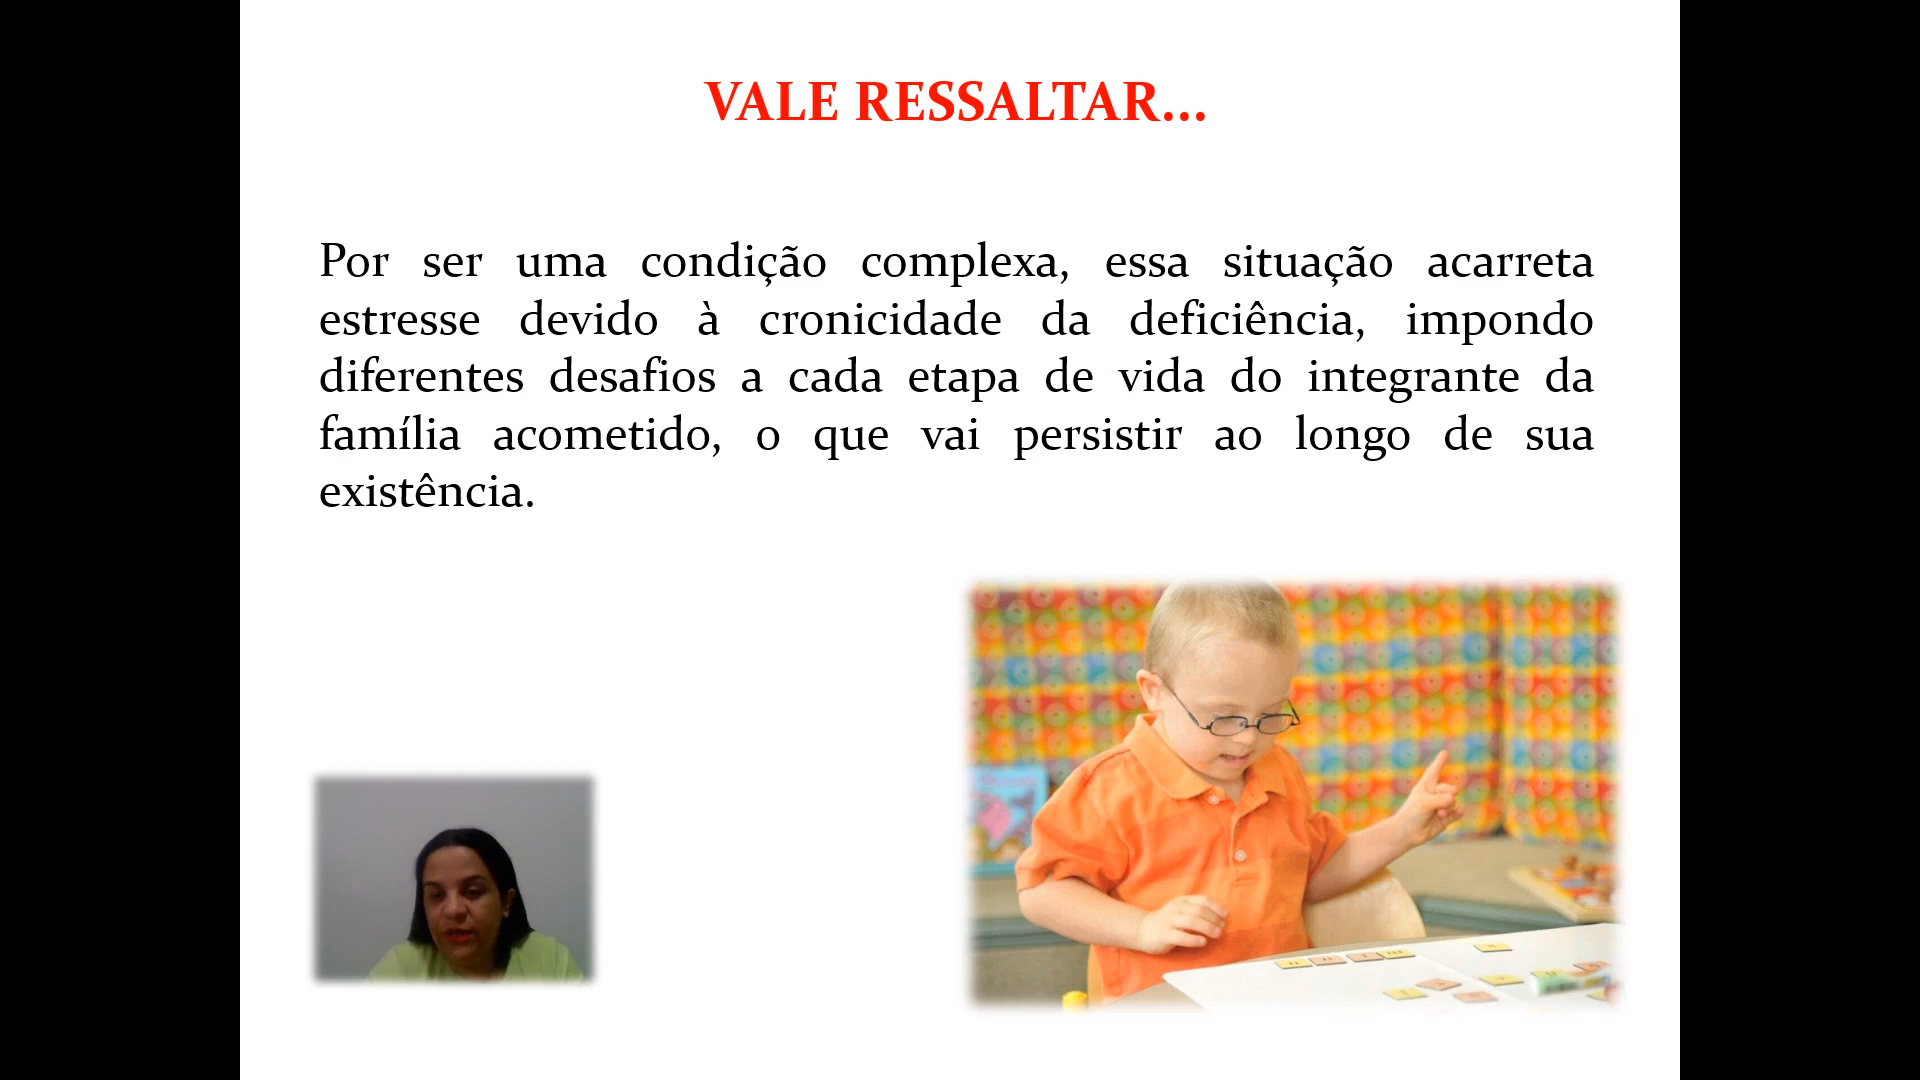 VALE RESSALTAR...
Por ser uma condição complexa, essa situação acarreta
estresse devido à cronicidade da deficiência, impondo
diferentes desafios a cada etapa de vida do integrante da
família acometido, o que vai persistir ao longo de sua
existência.